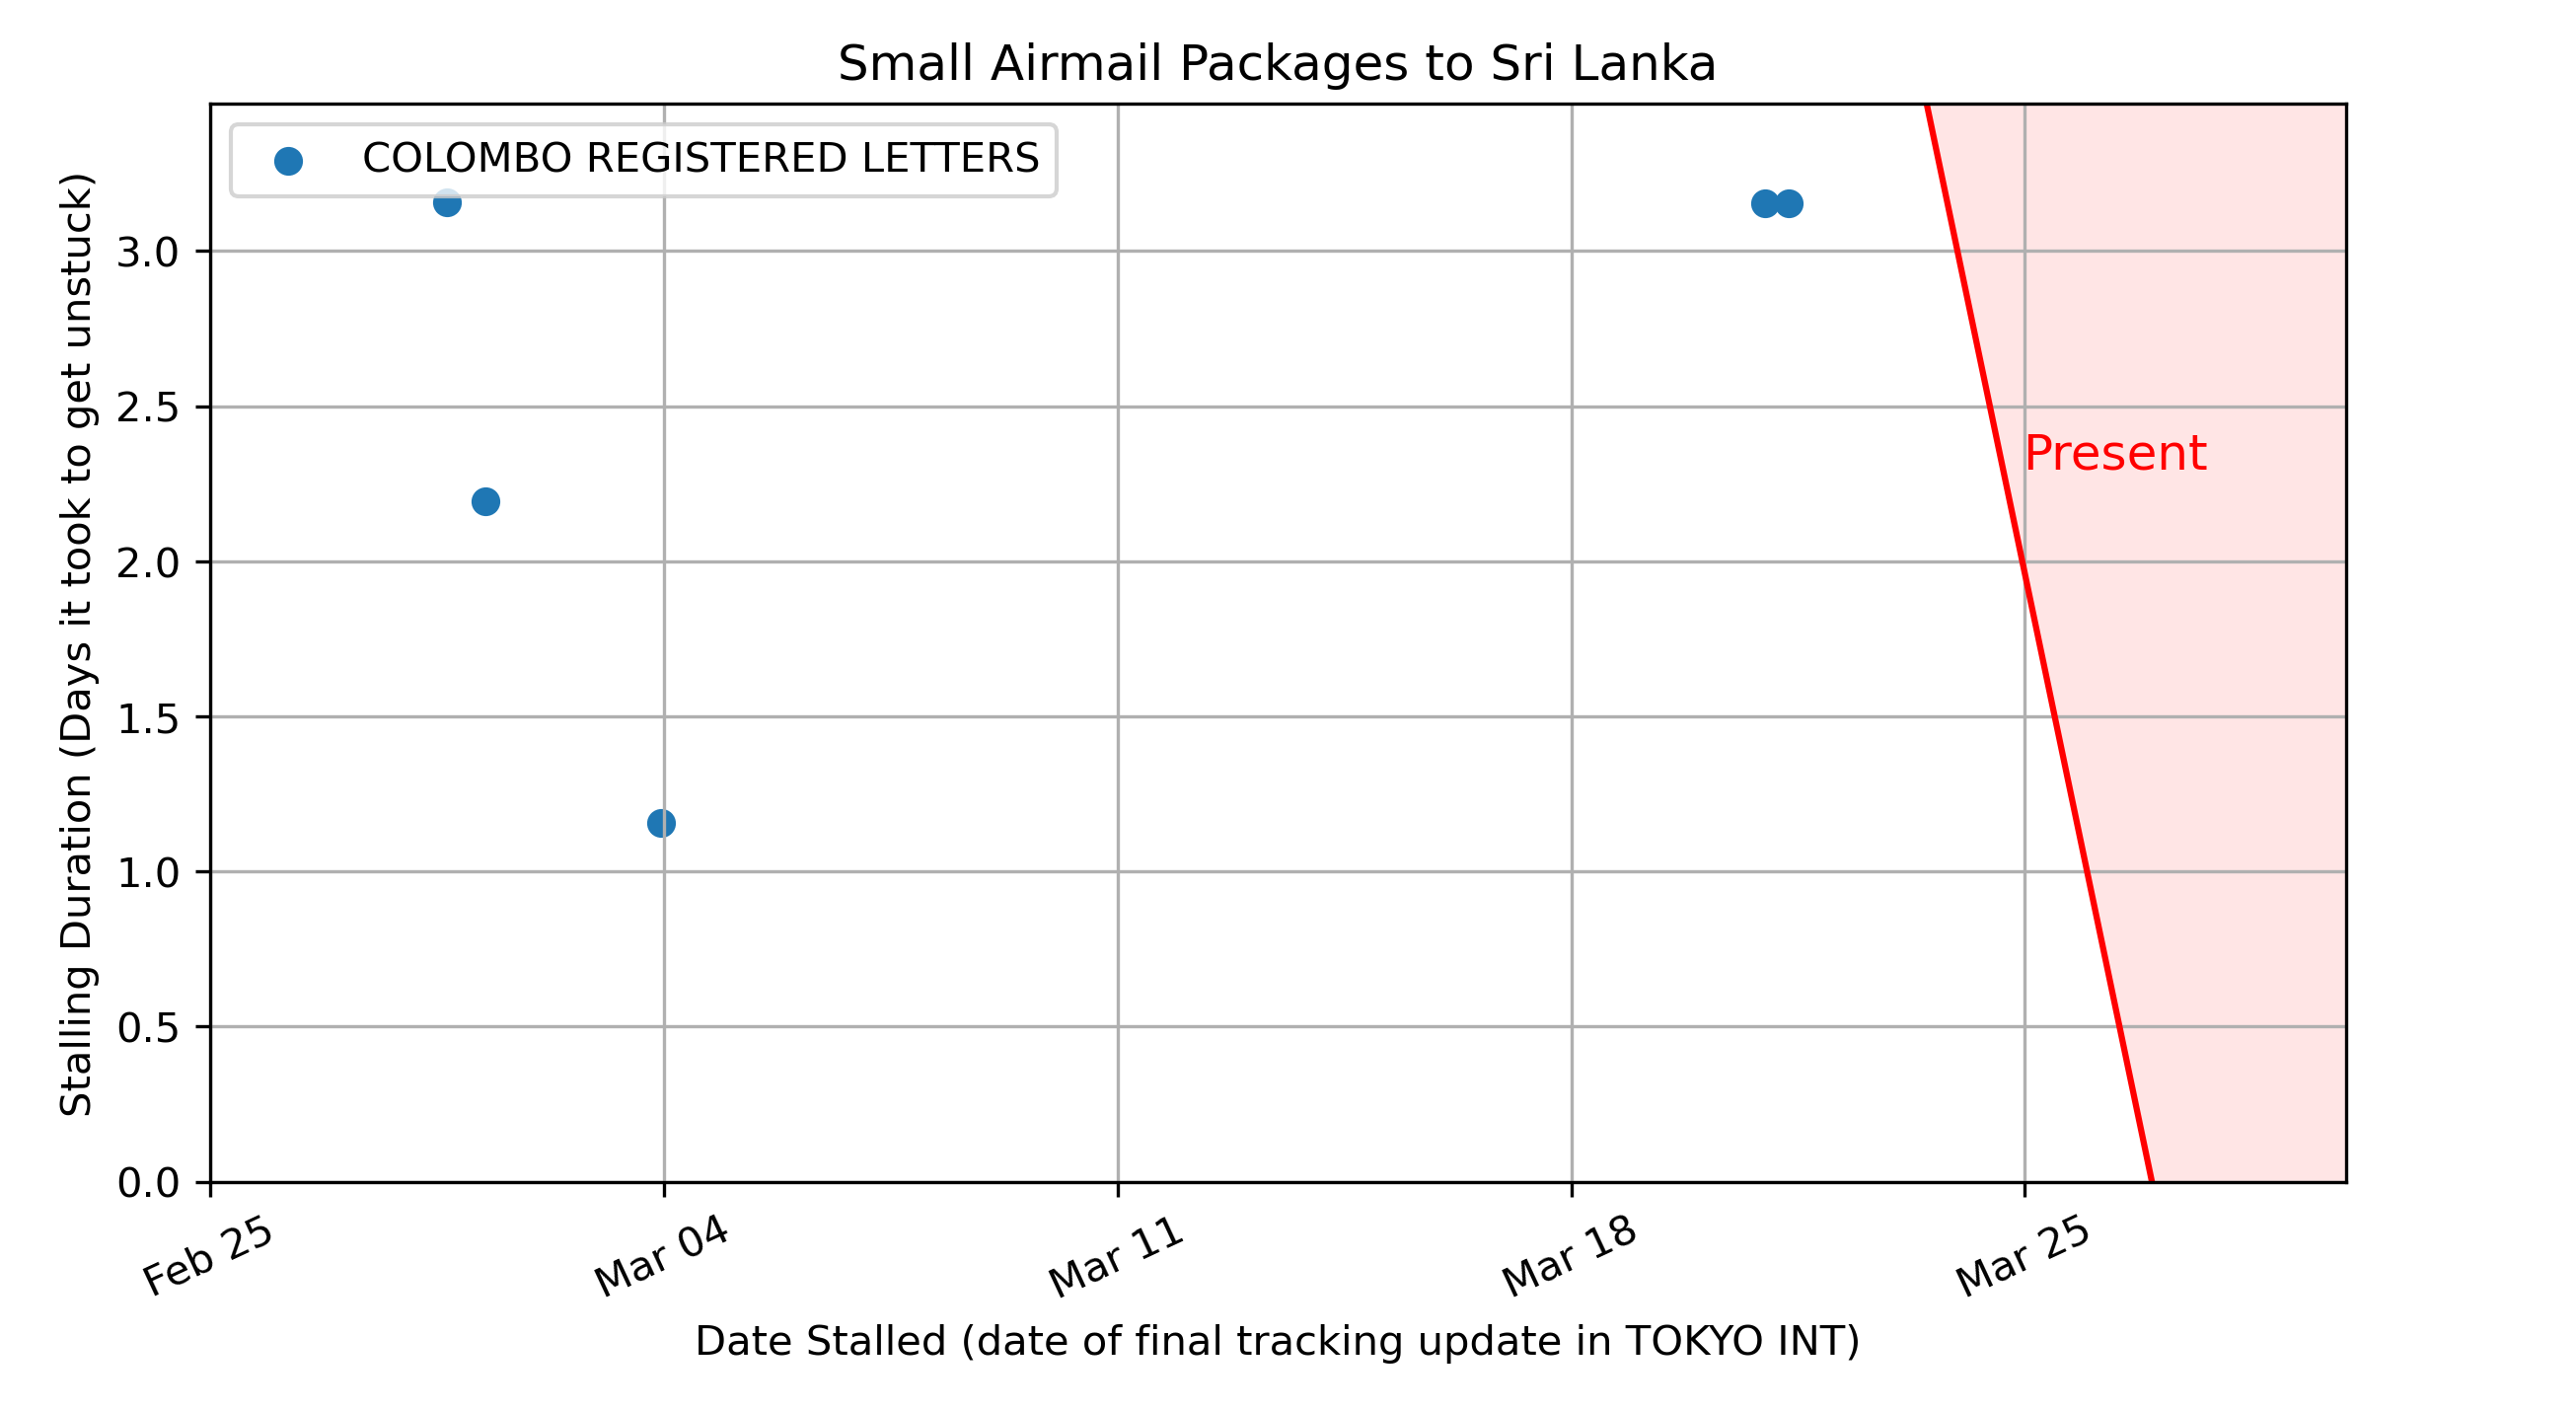 Small Airmail Packages to Sri Lanka
COLOMBO REGISTERED LETTERS
Stalling Duration (Days it took to get unstuck)
3.0
2.5
2.0
1.5
1.0
0.5
0.0
Present
Feb 25
Mar 04
Mar 11
Mar 18
Mar 25
Date Stalled (date of final tracking update in TOKYO INT)